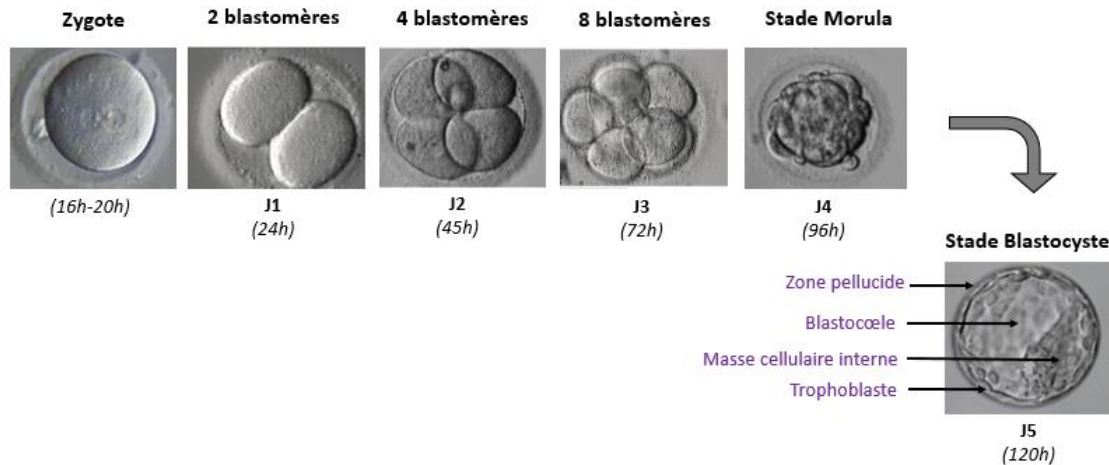 Zygote
2 blastomères
4 blastomères
8 blastomères
Stade Morula
(16h-20h)
J1
(24h)
J2
(45h)
J3
(72h)
J4
(96h)
Stade Blastocyste
Zone pellucide
Blastocœle
Masse cellulaire interne
Trophoblaste
J5
(120h)